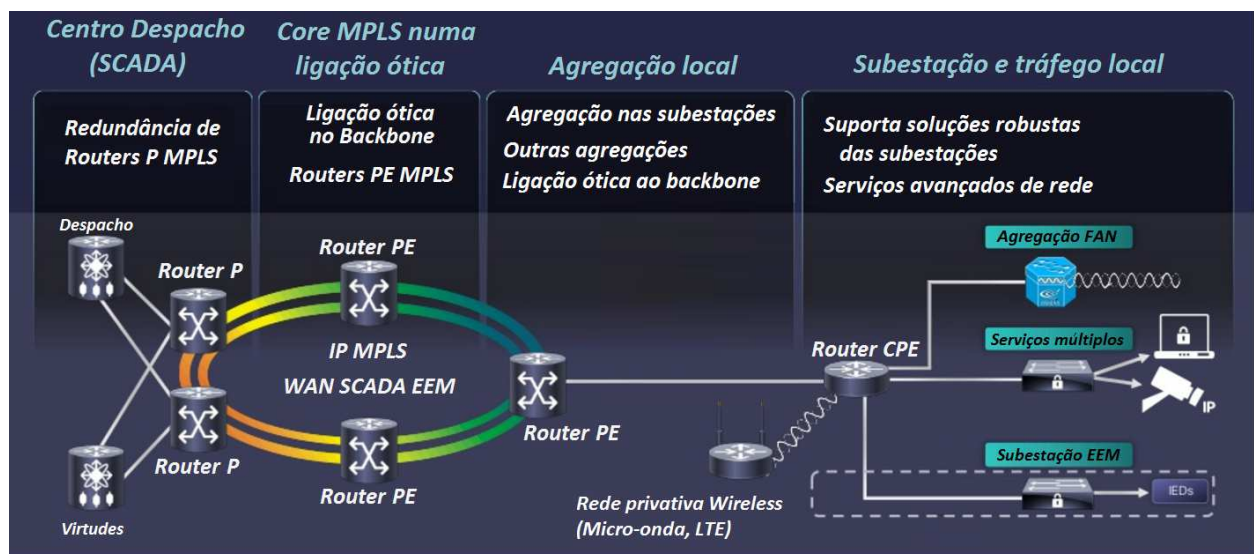 Centro Despacho
(SCADA)
Core MPLS numa
ligação ótica
Agregação local
Subestação e tráfego local
Redundância de
Routers P MPLS
Ligação ótica
no Backbone
Routers PE MPLS
Agregação nas subestações
Outras agregações
Ligação ótica ao backbone
Suporta soluções robustas
das subestações
Serviços avançados de rede
Despacho
Router P
Router PE
IP MPLS
WAN SCADA EEM
Router P
Virtudes
Router PE
Router PE
Router CPE
Rede privativa Wireless
(Micro-onda, LTE)
Agregação FAN
Serviços múltiplos
IP
Subestação EEM
IEDs